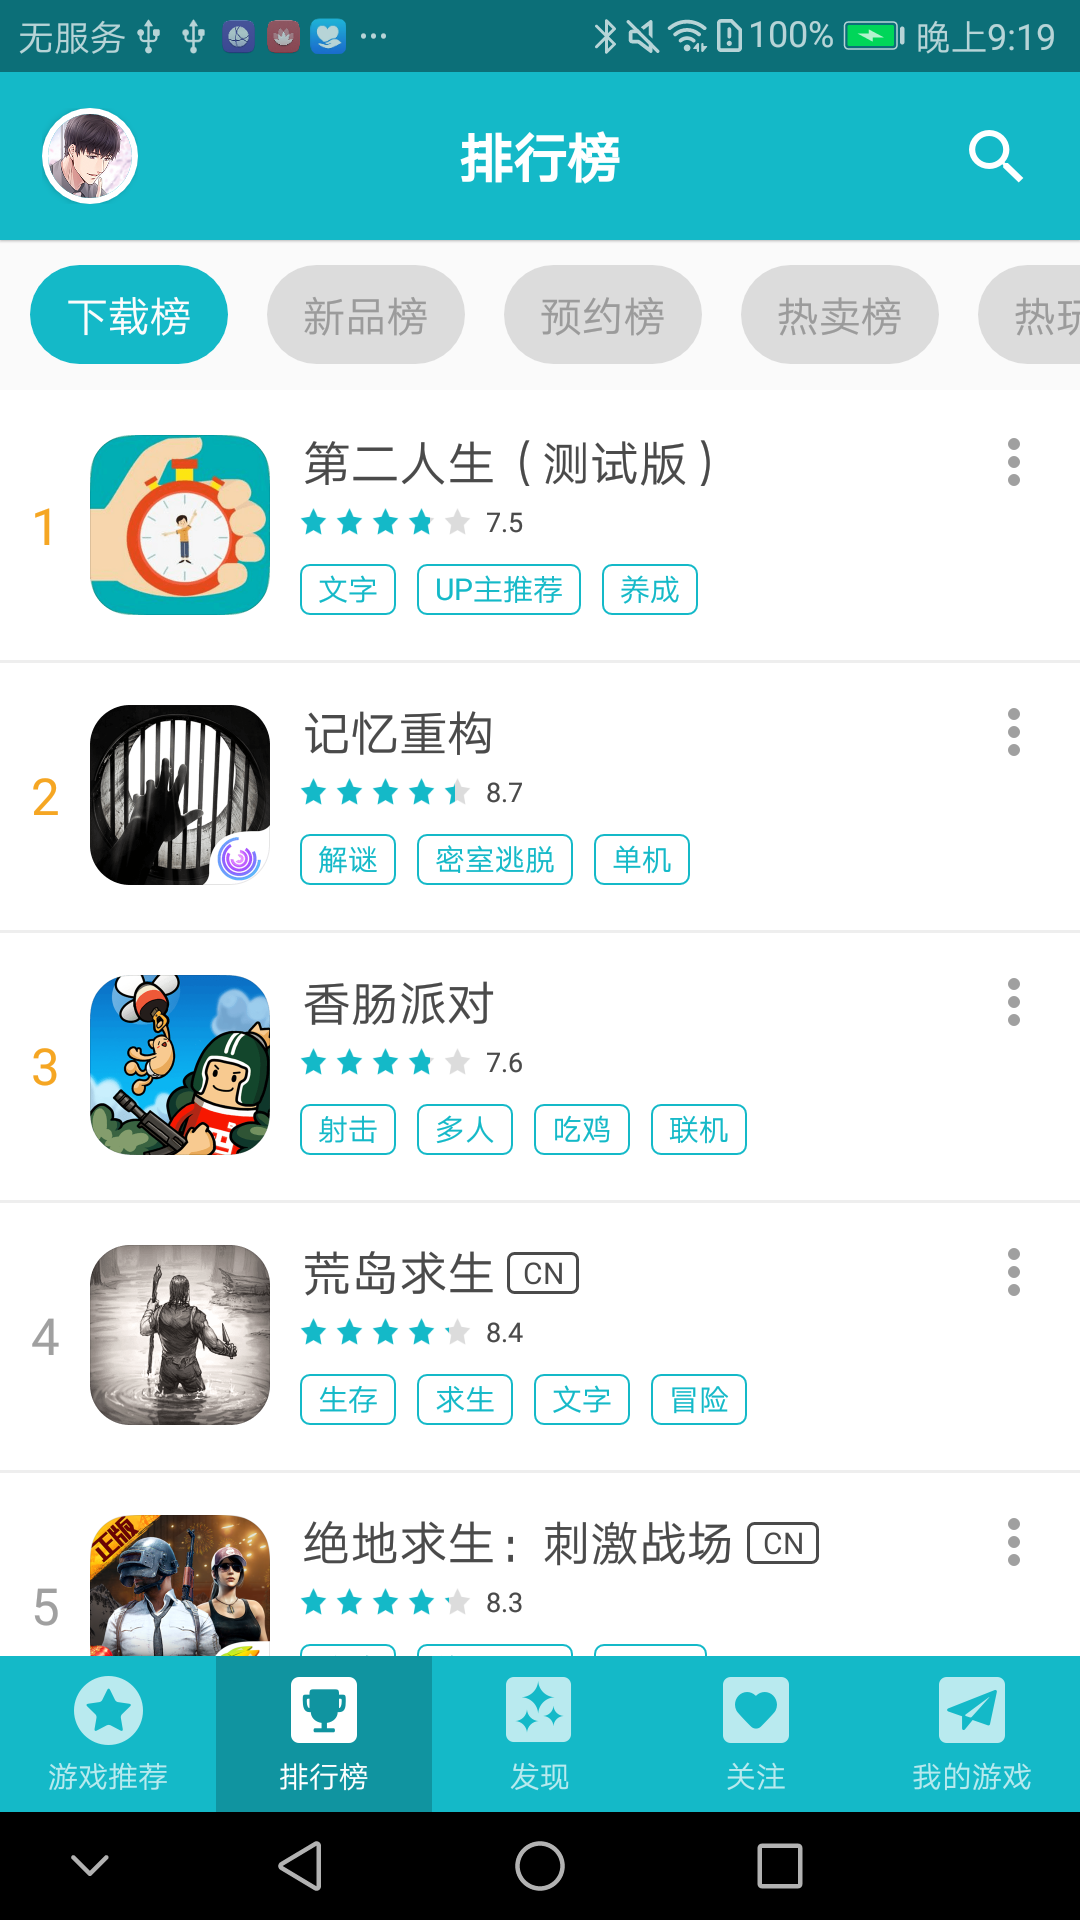 无服务 100% 晚上9:19
排行榜
下载榜 新品榜 预约榜 热卖榜 热玩
1
第二人生（测试版）
7.5
文字 UP主推荐 养成
2
记忆重构
8.7
解谜 密室逃脱 单机
3
香肠派对
7.6
射击 多人 吃鸡 联机
4
荒岛求生 CN
8.4
生存 求生 文字 冒险
5
正版
绝地求生：刺激战场 CN
8.3
游戏推荐 排行榜 发现 关注 我的游戏